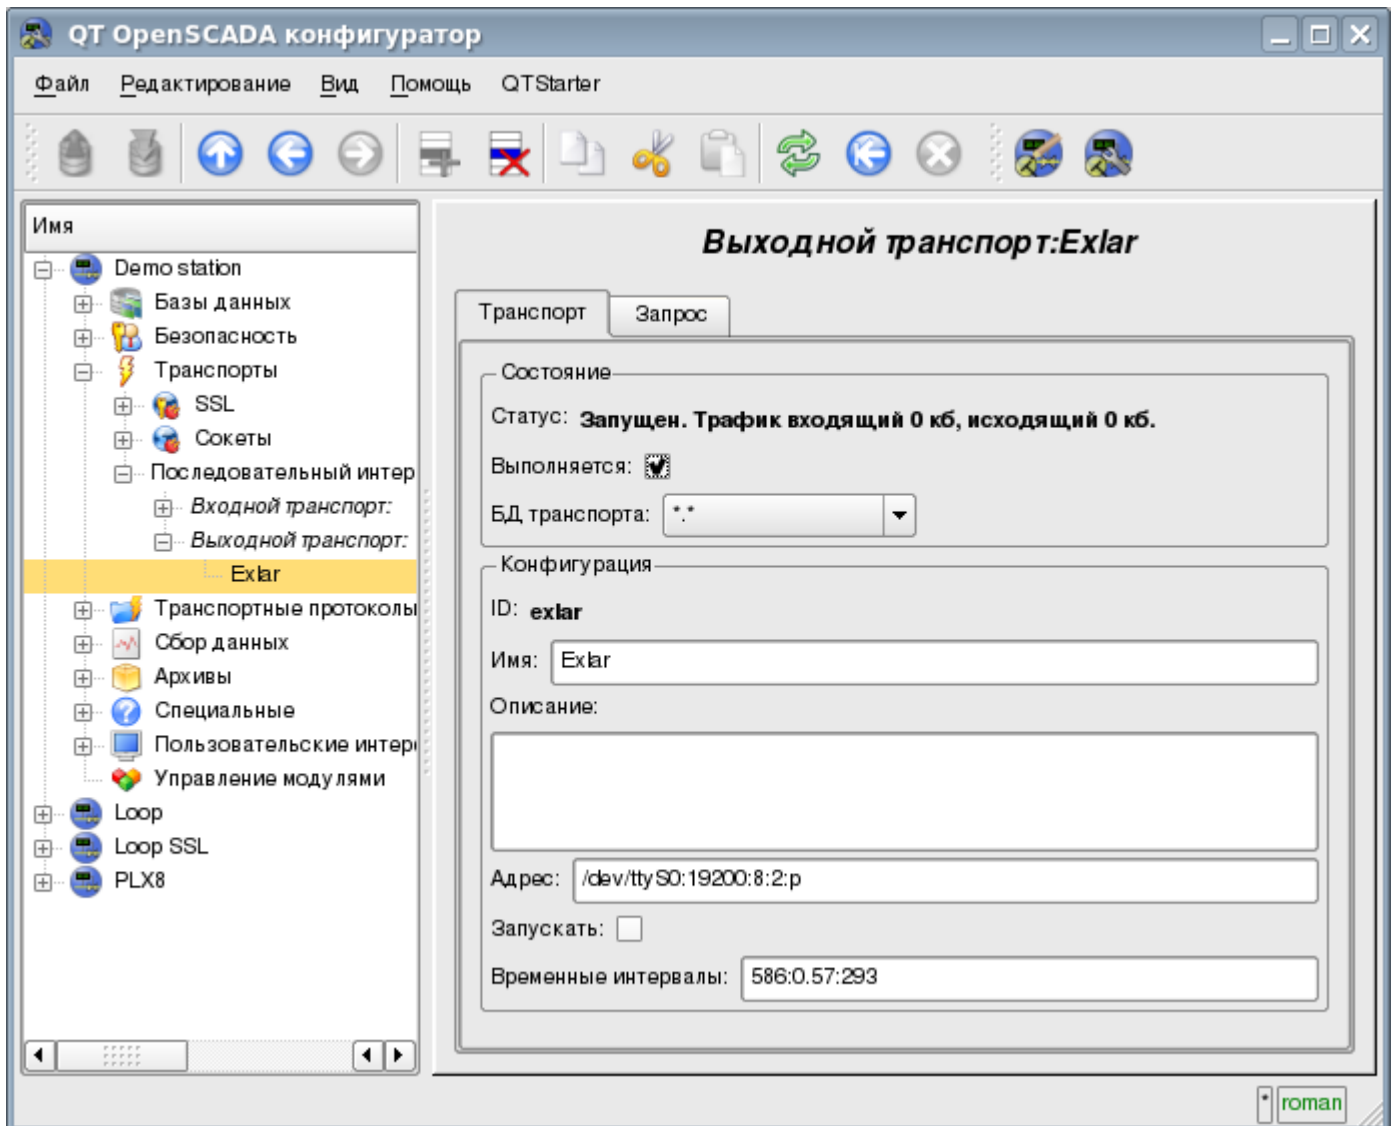 QT OpenSCADA конфигуратор
Файл Редактирование Вид Помощь QTStarter
Имя
Demo station
Базы данных
Безопасность
Транспорты
SSL
Сокеты
Последовательный интер
Входной транспорт:
Выходной транспорт:
Exlar
Транспортные протоколы
Сбор данных
Архивы
Специальные
Пользовательские интер
Управление модулями
Loop
Loop SSL
PLX8
Выходной транспорт:Exlar
Транспорт Запрос
Состояние
Статус: Запущен. Трафик входящий 0 кб, исходящий 0 кб.
Выполняется:
БД транспорта: *.*
Конфигурация
ID: exlar
Имя: Exlar
Описание:
Адрес: /dev/ttyS0:19200:8:2:p
Запускать:
Временные интервалы: 586:0.57:293
* roman